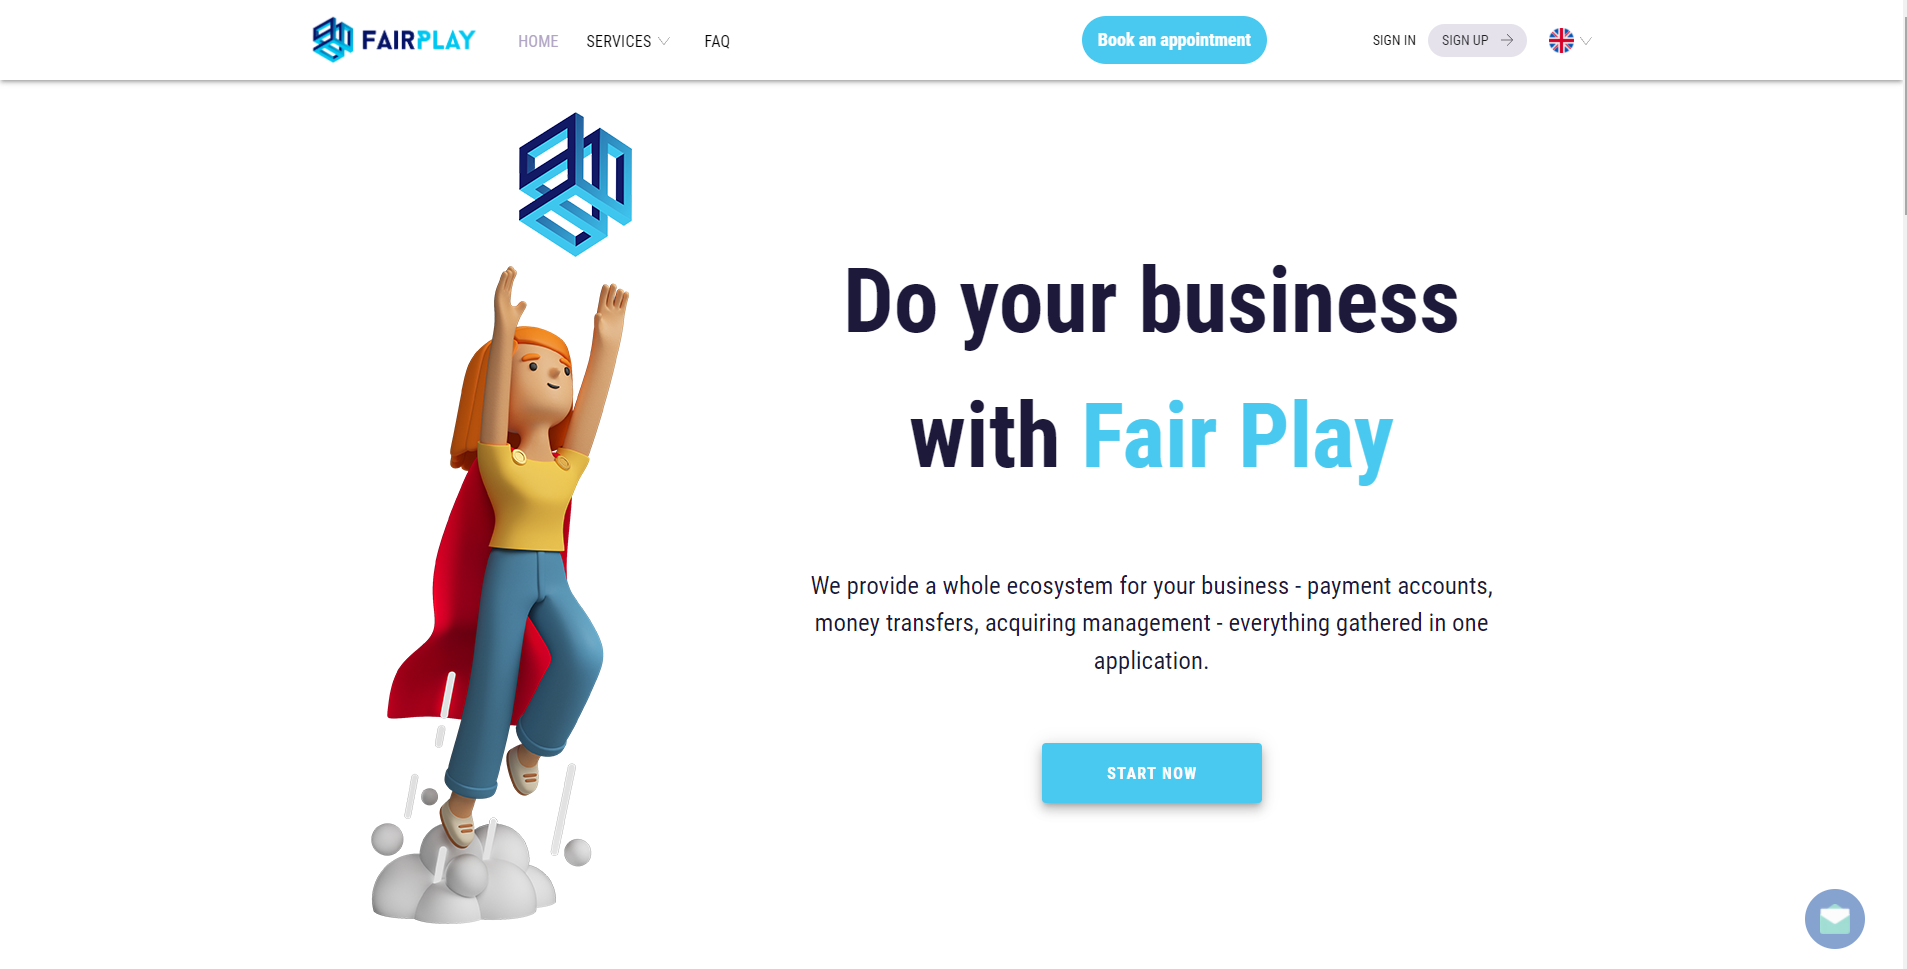 FAIRPLAY
HOME
SERVICES
FAQ
Book an appointment
SIGN IN
SIGN UP
Do your business
with Fair Play
We provide a whole ecosystem for your business - payment accounts,
money transfers, acquiring management - everything gathered in one
application.
START NOW